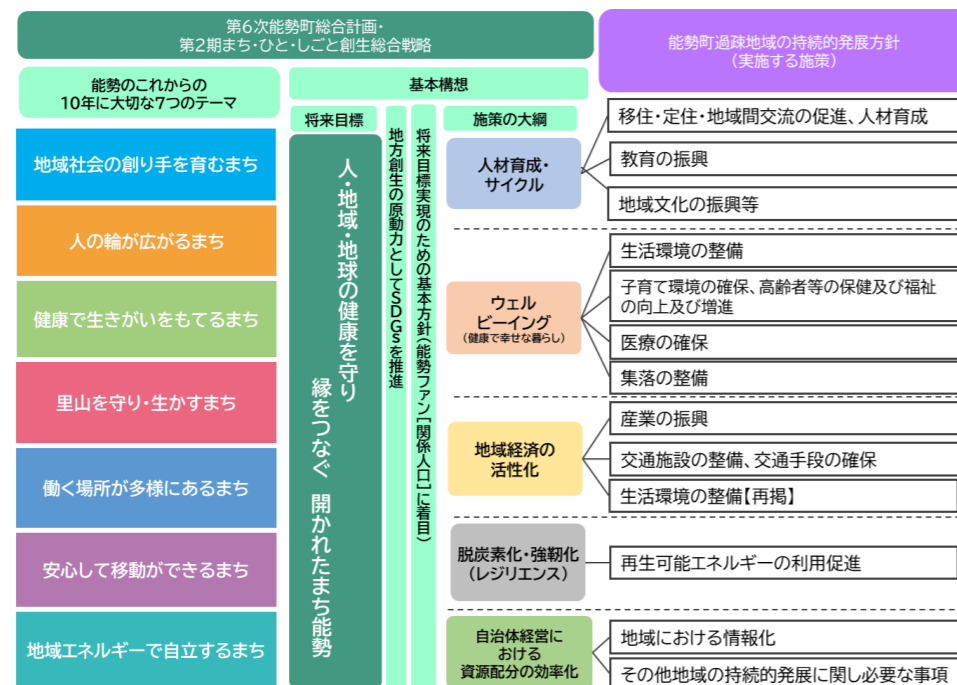 第6次能勢町総合計画・
第2期まち・ひと・しごと創生総合戦略
能勢町過疎地域の持続的発展方針
(実施する施策)
能勢のこれからの
10年に大切な7つのテーマ
基本構想
将来目標
施策の大綱
地域社会の創り手を育むまち
人の輪が広がるまち
健康で生きがいをもてるまち
里山を守り・生かすまち
働く場所が多様にあるまち
安心して移動ができるまち
地域エネルギーで自立するまち
人・地域・地球の健康を守り
縁をつなぐ 開かれたまち能勢
地方創生の原動力としてSDGsを推進
将来目標実現のための基本方針(能勢ファン[関係人口]に着目)
人材育成・
サイクル
移住・定住・地域間交流の促進、人材育成
教育の振興
地域文化の振興等
ウェル
ビーイング
(健康で幸せな暮らし)
生活環境の整備
子育て環境の確保、高齢者等の保健及び福祉
の向上及び増進
医療の確保
集落の整備
地域経済の
活性化
産業の振興
交通施設の整備、交通手段の確保
生活環境の整備【再掲】
脱炭素化・強靭化
(レジリエンス)
再生可能エネルギーの利用促進
自治体経営に
おける
資源配分の効率化
地域における情報化
その他地域の持続的発展に関し必要な事項